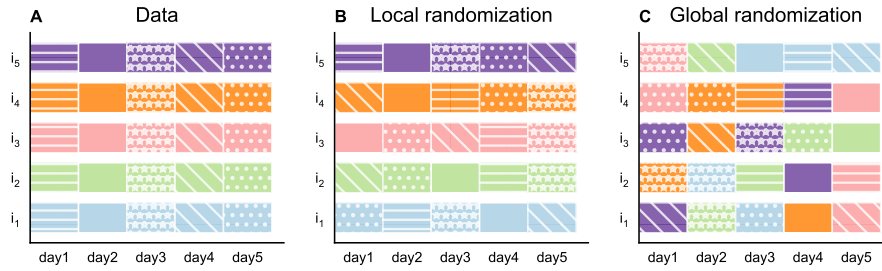 A Data
i5
i4
i3
i2
i1
day1 day2 day3 day4 day5
B Local randomization
i5
i4
i3
i2
i1
day1 day2 day3 day4 day5
C Global randomization
i5
i4
i3
i2
i1
day1 day2 day3 day4 day5